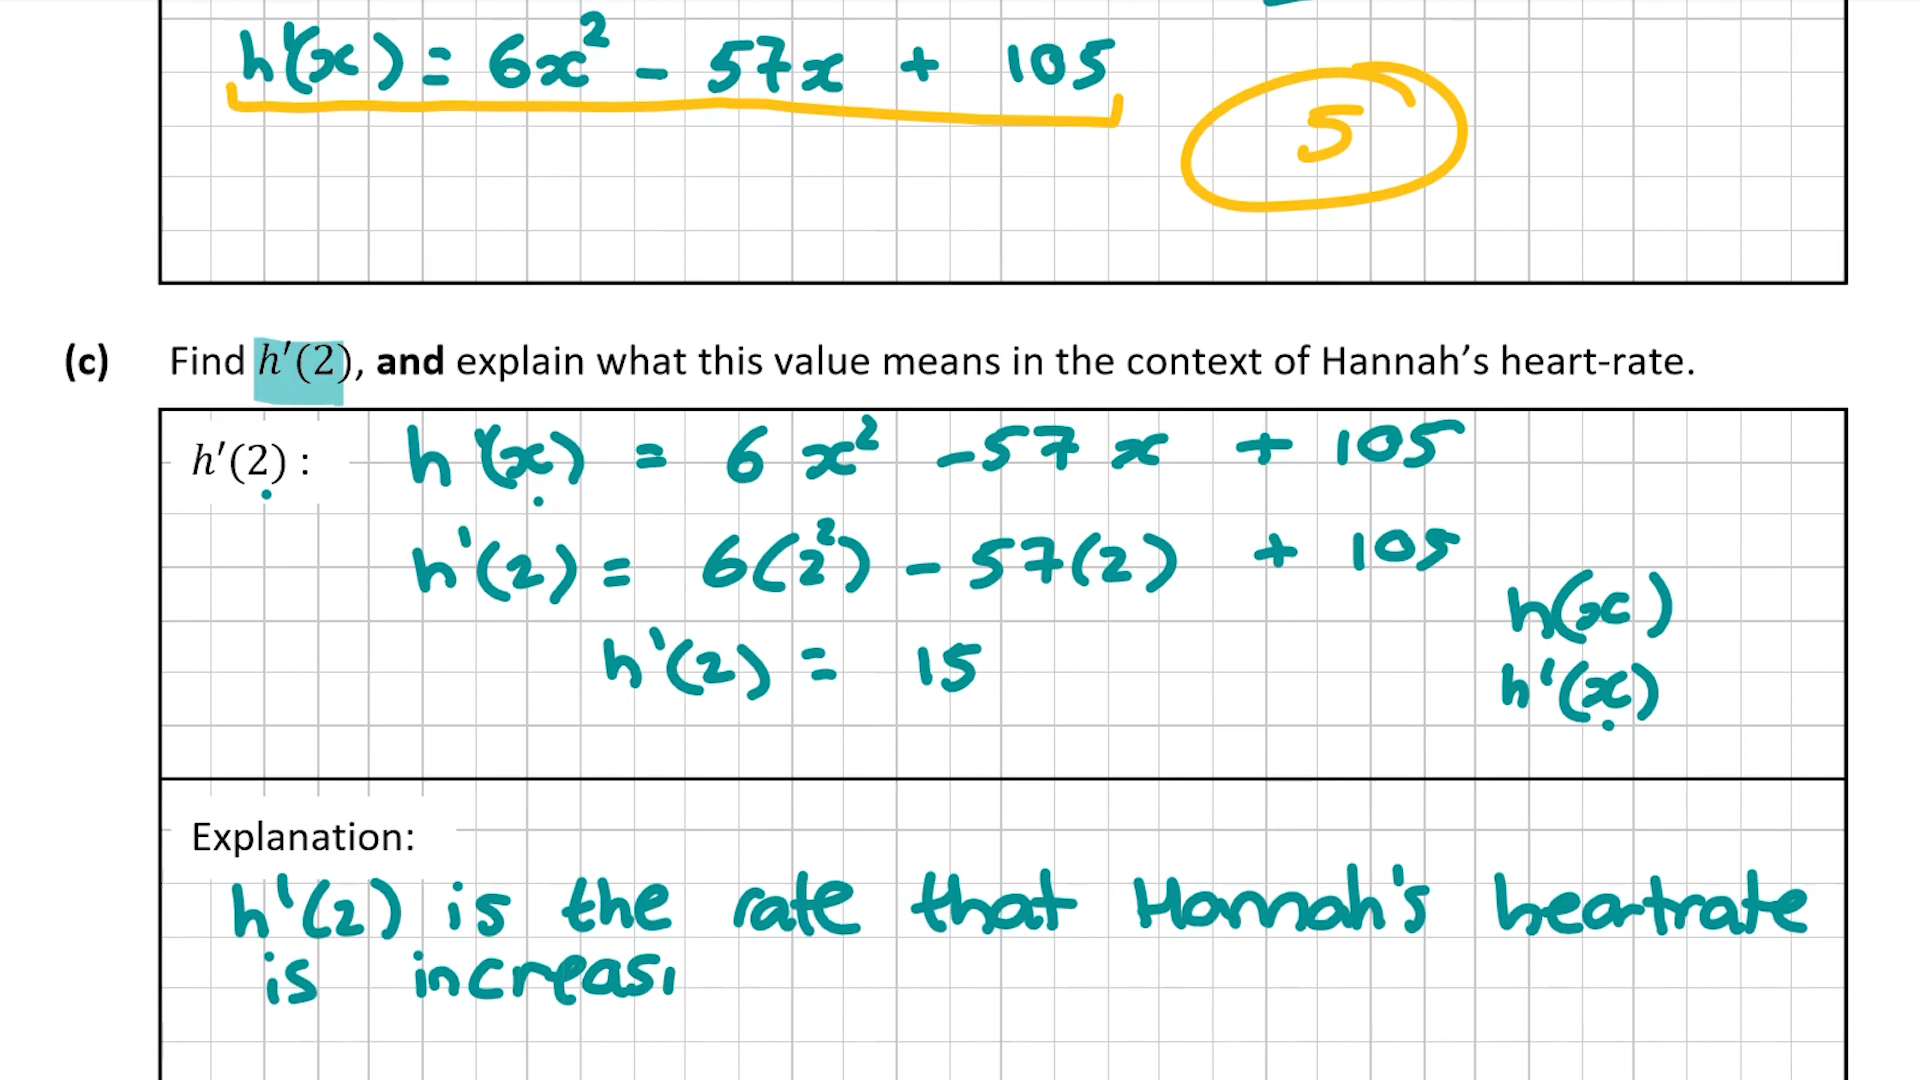 h'(x) = 6x² - 57x + 105
5
(c) Find h′(2), and explain what this value means in the context of Hannah’s heart-rate.
h′(2) : h'(x) = 6x² - 57x + 105
h'(2) = 6(2²) - 57(2) + 105
h(x)
h'(2) = 15
h'(x)
Explanation:
h'(2) is the rate that Hannah's heartrate
is increasi